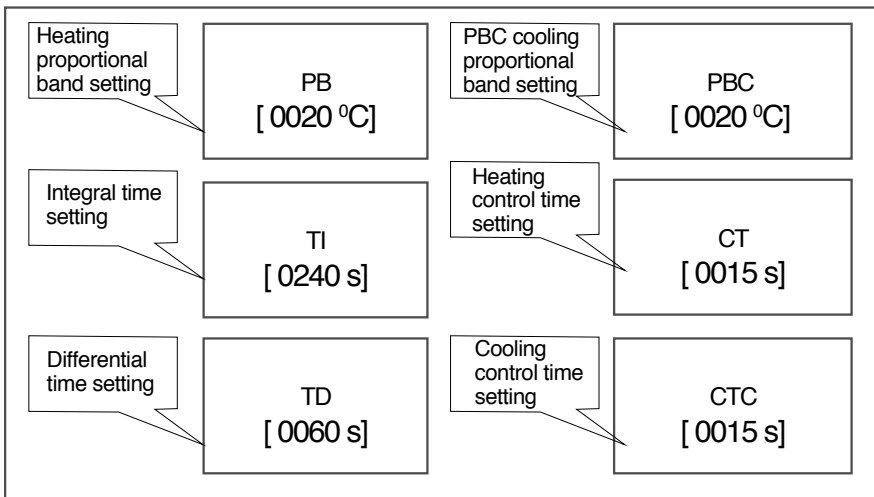 Heating
proportional
band setting
PB
[ 0020 ⁰C]
PBC cooling
proportional
band setting
PBC
[ 0020 ⁰C]
Integral time
setting
TI
[ 0240 s]
Heating
control time
setting
CT
[ 0015 s]
Differential
time setting
TD
[ 0060 s]
Cooling
control time
setting
CTC
[ 0015 s]